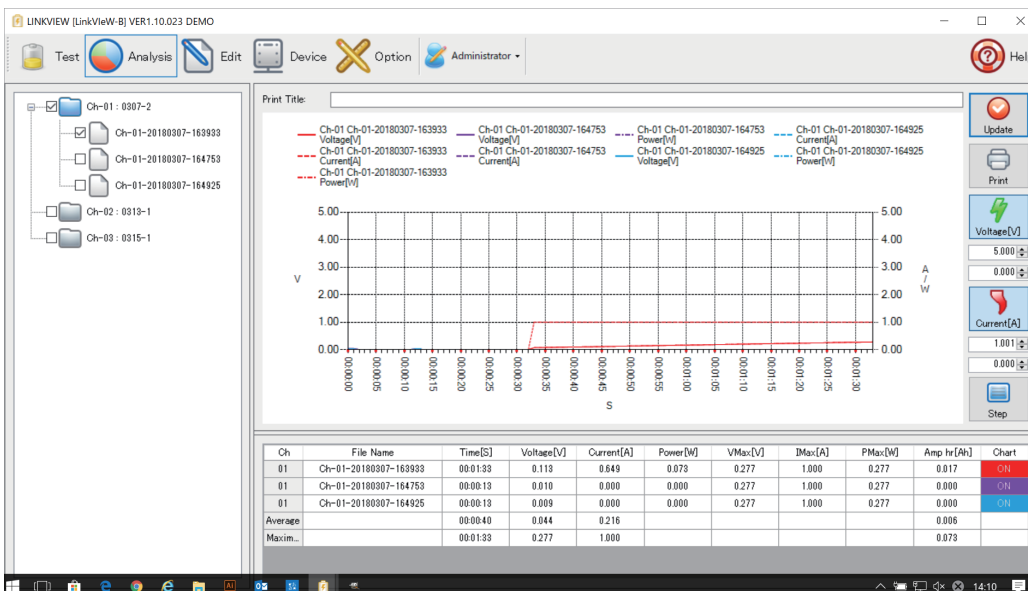 LINKVIEW [LinkVIeW-B] VER1.10.023 DEMO
Test Analysis Edit Device Option Administrator Hel
Ch-01 : 0307-2
Ch-01-20180307-163933
Ch-01-20180307-164753
Ch-01-20180307-164925
Ch-02 : 0313-1
Ch-03 : 0315-1
Print Title:
Ch-01 Ch-01-20180307-163933 Voltage[V]
Ch-01 Ch-01-20180307-164753 Voltage[V]
Ch-01 Ch-01-20180307-164753 Power[W]
Ch-01 Ch-01-20180307-164925 Current[A]
Ch-01 Ch-01-20180307-163933 Current[A]
Ch-01 Ch-01-20180307-164753 Current[A]
Ch-01 Ch-01-20180307-164925 Voltage[V]
Ch-01 Ch-01-20180307-164925 Power[W]
Ch-01 Ch-01-20180307-163933 Power[W]
5.00 5.00
4.00 4.00
3.00 3.00
V A / W
2.00 2.00
1.00 1.00
0.00 0.00
00:00:00 00:00:05 00:00:10 00:00:15 00:00:20 00:00:25 00:00:30 00:00:35 00:00:40 00:00:45 00:00:50 00:00:55 00:01:00 00:01:05 00:01:10 00:01:15 00:01:20 00:01:25 00:01:30
S
Update
Print
Voltage[V]
5.000
0.000
Current[A]
1.001
0.000
Step
Ch File Name Time[S] Voltage[V] Current[A] Power[W] VMax[V] IMax[A] PMax[W] Amp hr[Ah] Chart
01 Ch-01-20180307-163933 00:01:33 0.113 0.649 0.073 0.277 1.000 0.277 0.017 ON
01 Ch-01-20180307-164753 00:00:13 0.010 0.000 0.000 0.277 1.000 0.277 0.000 ON
01 Ch-01-20180307-164925 00:00:13 0.009 0.000 0.000 0.277 1.000 0.277 0.000 ON
Average 00:00:40 0.044 0.216 0.006
Maxim... 00:01:33 0.277 1.000 0.073
Ai
14:10